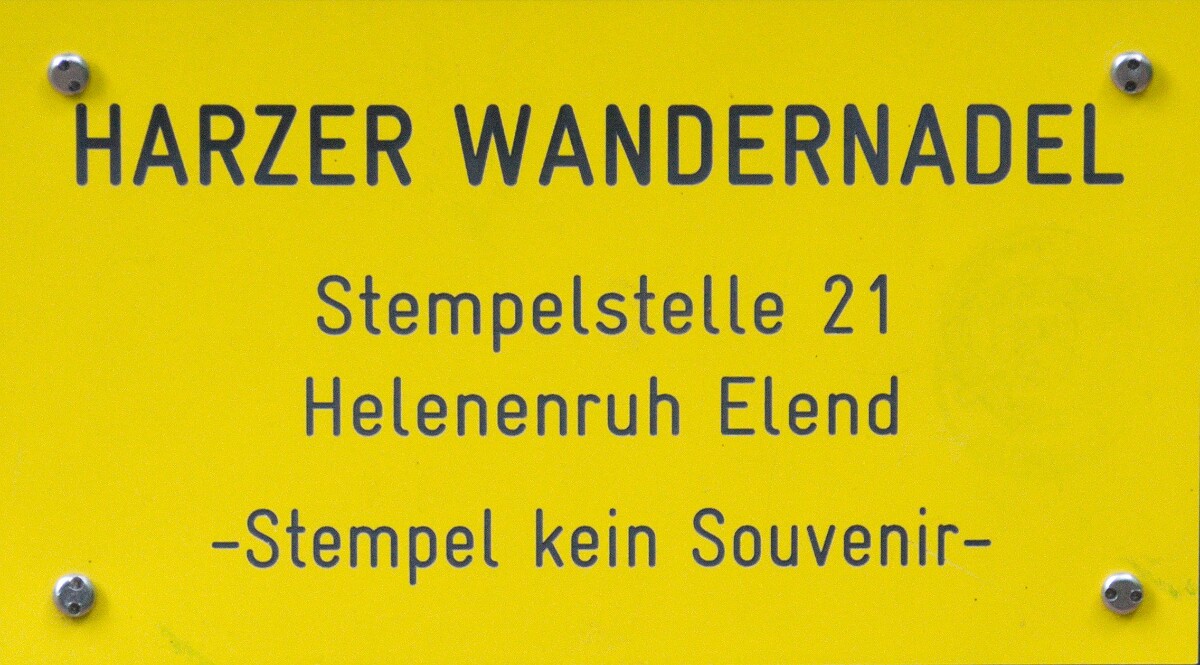 HARZER WANDERNADEL
Stempelstelle 21
Helenenruh Elend
-Stempel kein Souvenir-